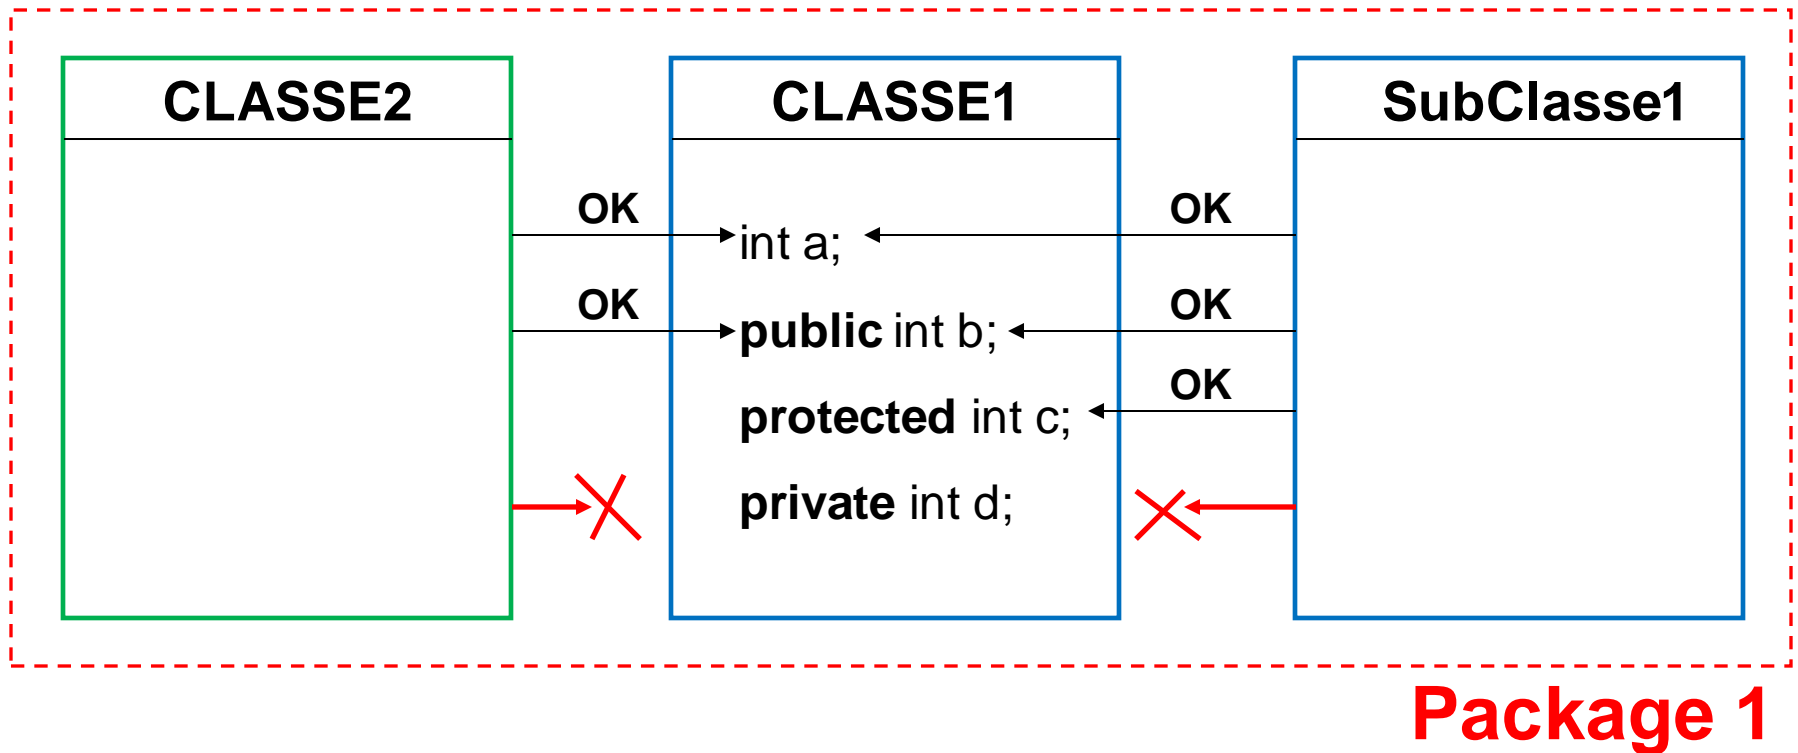 CLASSE2
CLASSE1
SubClasse1
OK
OK
int a;
OK
OK
public int b;
OK
protected int c;
private int d;
Package 1